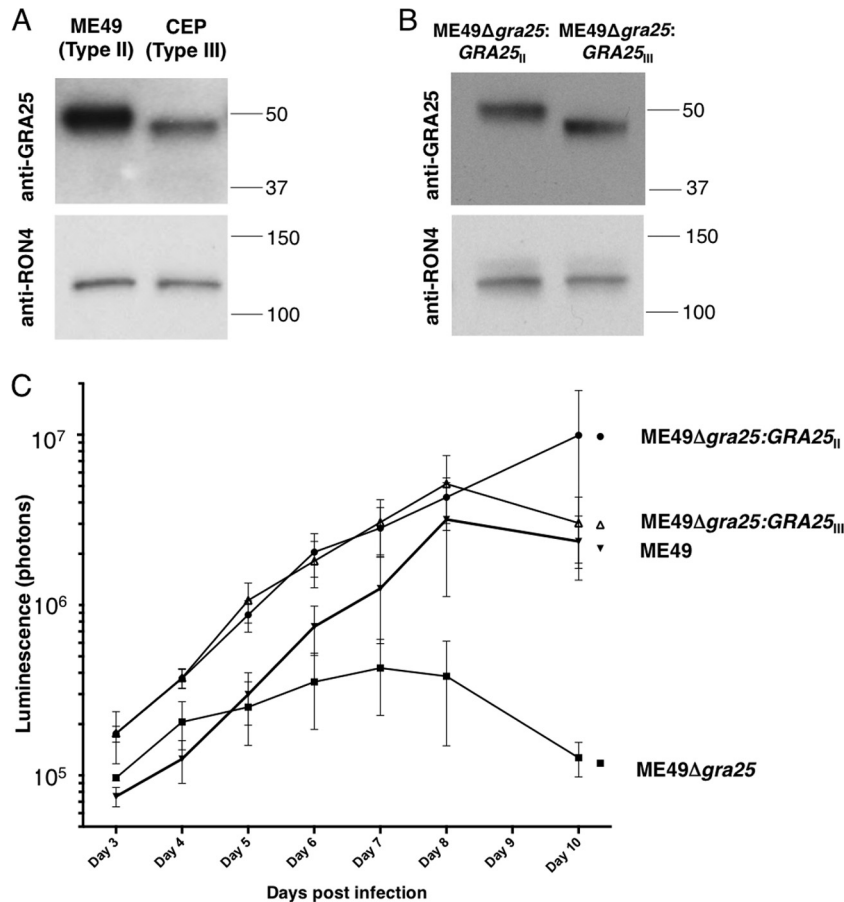 A
ME49
(Type II)
CEP
(Type III)
anti-GRA25
50
37
anti-RON4
150
100
B
ME49Δgra25:
GRA25II
ME49Δgra25:
GRA25III
anti-GRA25
50
37
anti-RON4
150
100
C
Luminescence (photons)
10⁷
10⁶
10⁵
ME49Δgra25:GRA25II
ME49Δgra25:GRA25III
ME49
ME49Δgra25
Day 3
Day 4
Day 5
Day 6
Day 7
Day 8
Day 9
Day 10
Days post infection